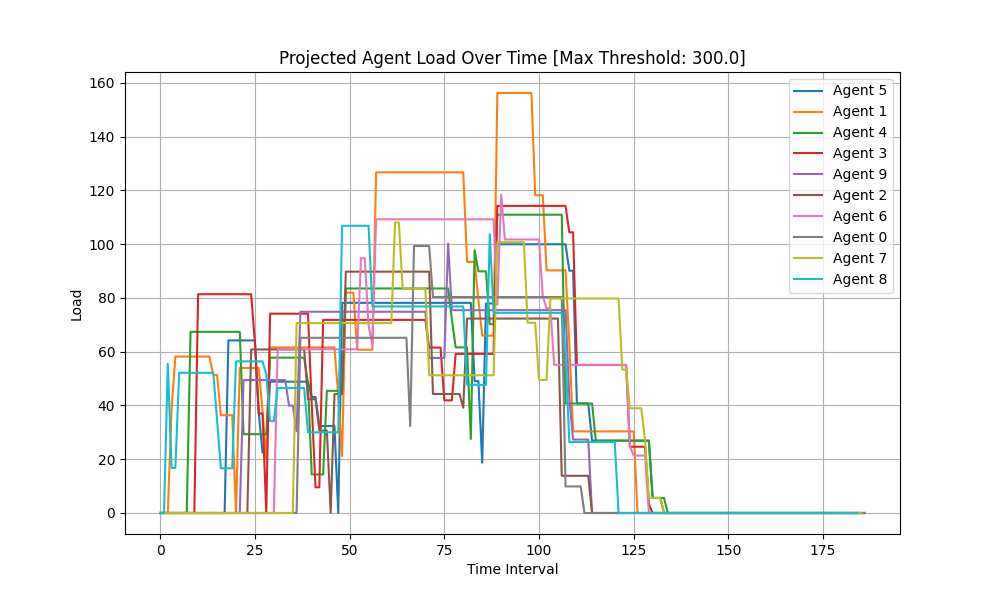 Projected Agent Load Over Time [Max Threshold: 300.0]
160
140
120
100
80
60
40
20
0
Load
0 25 50 75 100 125 150 175
Time Interval
Agent 5
Agent 1
Agent 4
Agent 3
Agent 9
Agent 2
Agent 6
Agent 0
Agent 7
Agent 8